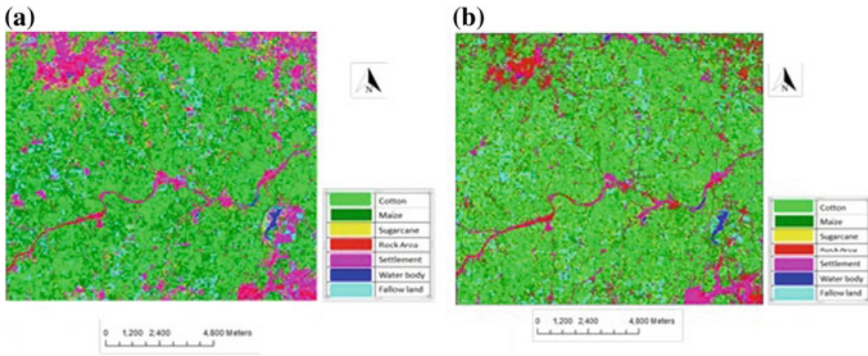 (a)
N
Cotton
Maize
Sugarcane
Rock Area
Settlement
Water body
Fallow land
0 1,200 2,400 4,800 Meters
(b)
N
Cotton
Maize
Sugarcane
Rock Area
Settlement
Water body
Fallow land
0 1,200 2,400 4,800 Meters